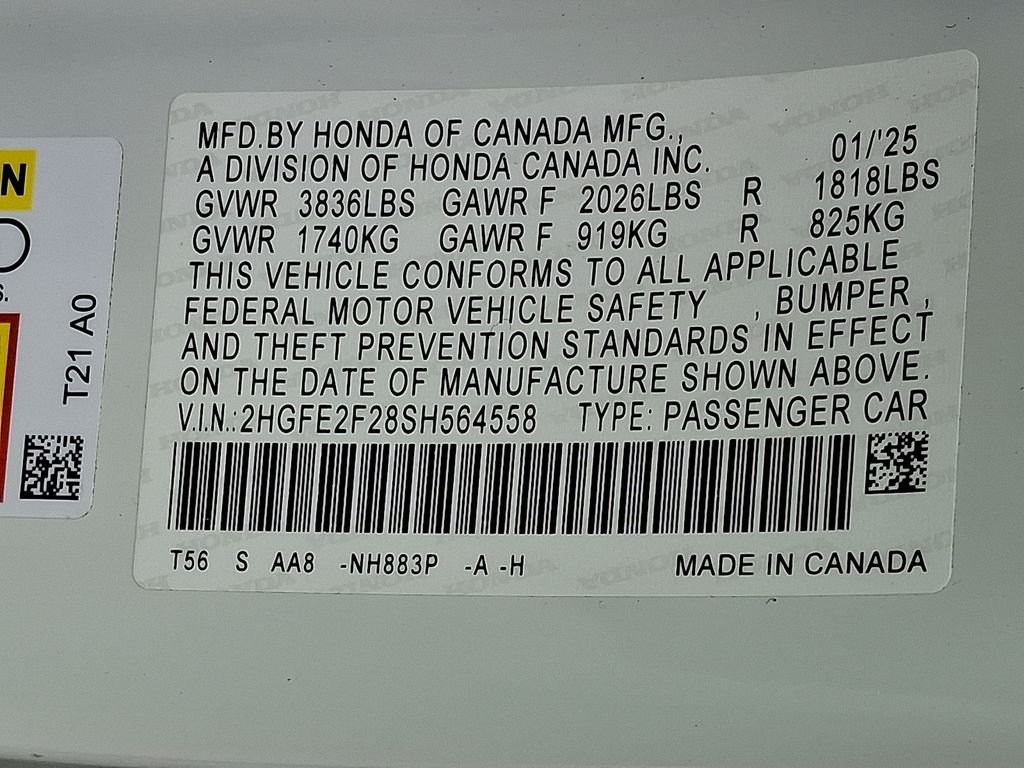 MFD.BY HONDA OF CANADA MFG.,
A DIVISION OF HONDA CANADA INC. 01/'25
GVWR 3836LBS GAWR F 2026LBS R 1818LBS
GVWR 1740KG GAWR F 919KG R 825KG
THIS VEHICLE CONFORMS TO ALL APPLICABLE
FEDERAL MOTOR VEHICLE SAFETY , BUMPER ,
AND THEFT PREVENTION STANDARDS IN EFFECT
ON THE DATE OF MANUFACTURE SHOWN ABOVE.
V.I.N.:2HGFE2F28SH564558 TYPE: PASSENGER CAR
T56 S AA8 -NH883P -A -H MADE IN CANADA
N
S.
T21 A0